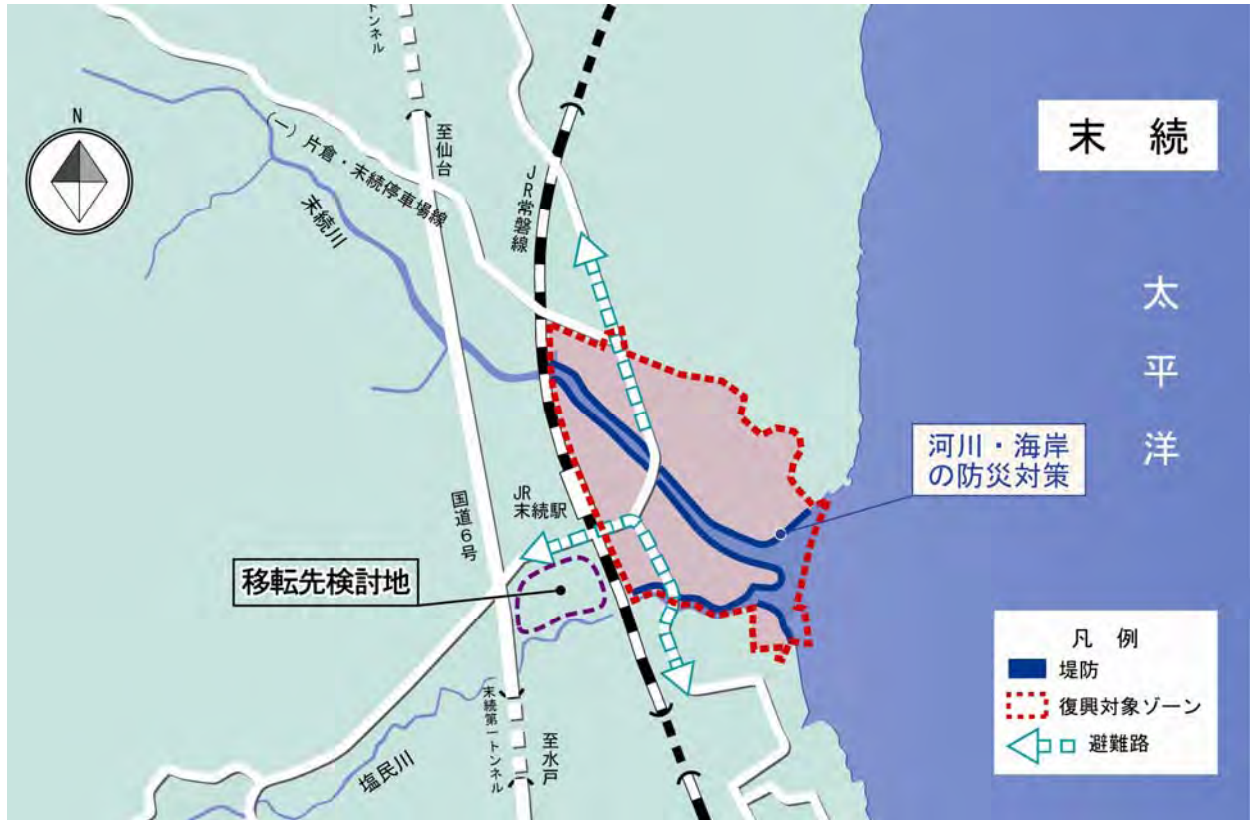 トンネル
N
至仙台
(一)片倉・末続停車場線
末続川
JR常磐線
末続
太平洋
河川・海岸
の防災対策
JR
末続駅
国道6号
移転先検討地
末続第一トンネル
至水戸
塩民川
凡例
堤防
復興対象ゾーン
避難路